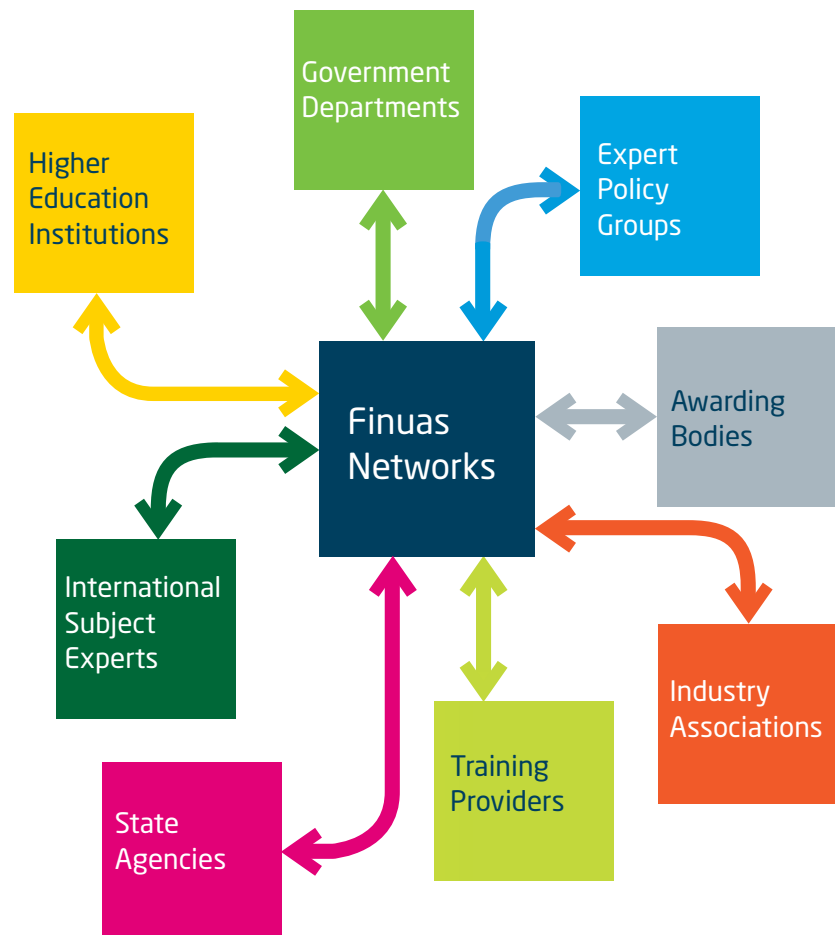 Government
Departments
Expert
Policy
Groups
Higher
Education
Institutions
Finuas
Networks
Awarding
Bodies
International
Subject
Experts
Industry
Associations
Training
Providers
State
Agencies